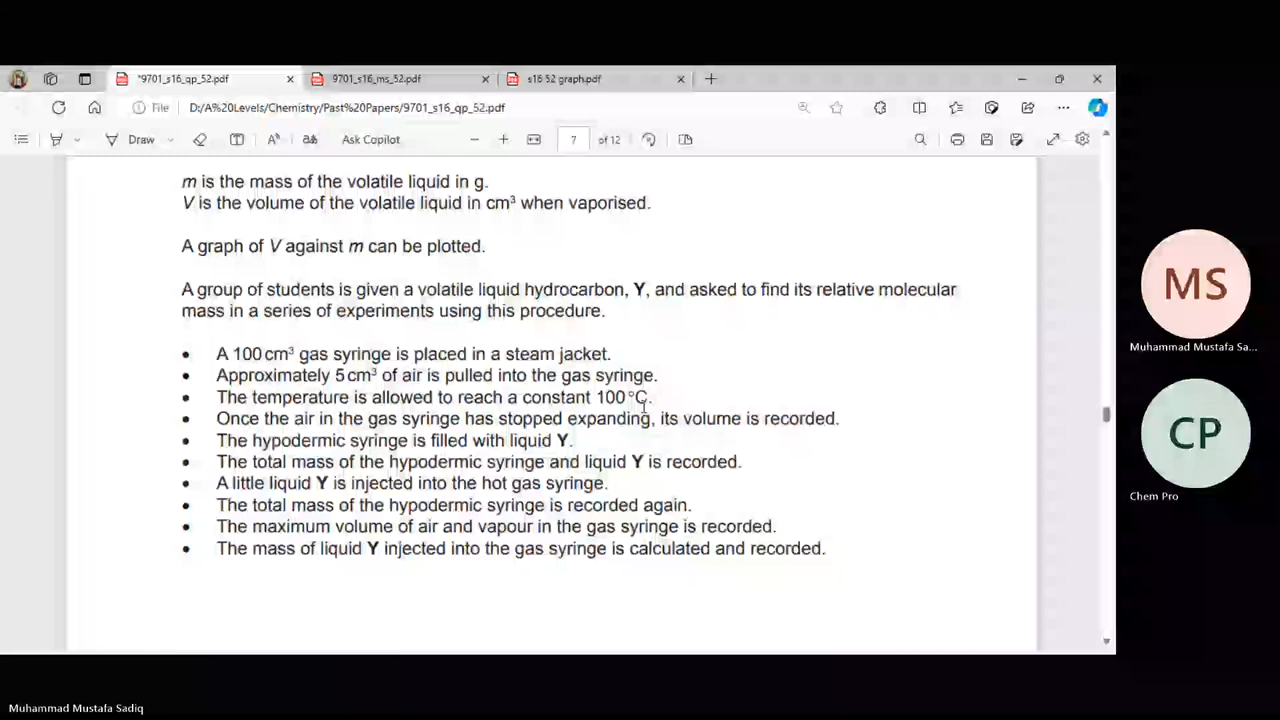 *9701_s16_qp_52.pdf
9701_s16_ms_52.pdf
s16 52 graph.pdf
File
D:/A%20Levels/Chemistry/Past%20Papers/9701_s16_qp_52.pdf
Draw
Ask Copilot
7
of 12
m is the mass of the volatile liquid in g.
V is the volume of the volatile liquid in cm³ when vaporised.
A graph of V against m can be plotted.
A group of students is given a volatile liquid hydrocarbon, Y, and asked to find its relative molecular
mass in a series of experiments using this procedure.
• A 100 cm³ gas syringe is placed in a steam jacket.
• Approximately 5 cm³ of air is pulled into the gas syringe.
• The temperature is allowed to reach a constant 100 °C.
• Once the air in the gas syringe has stopped expanding, its volume is recorded.
• The hypodermic syringe is filled with liquid Y.
• The total mass of the hypodermic syringe and liquid Y is recorded.
• A little liquid Y is injected into the hot gas syringe.
• The total mass of the hypodermic syringe is recorded again.
• The maximum volume of air and vapour in the gas syringe is recorded.
• The mass of liquid Y injected into the gas syringe is calculated and recorded.
MS
Muhammad Mustafa Sa...
CP
Chem Pro
Muhammad Mustafa Sadiq